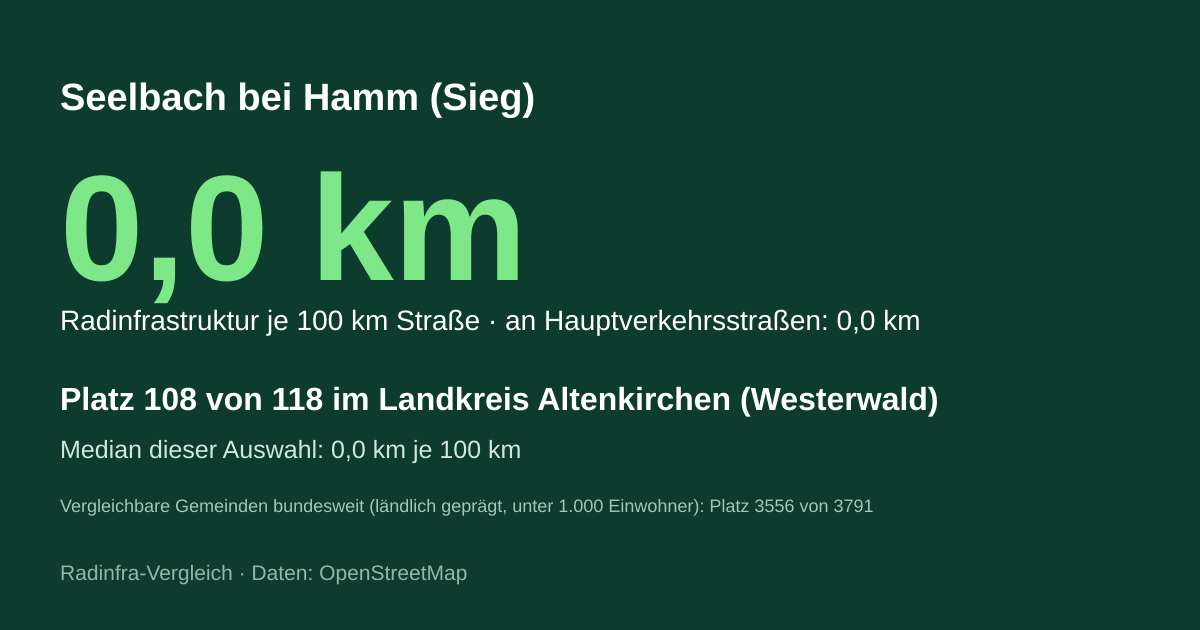 Seelbach bei Hamm (Sieg)
0,0 km
Radinfrastruktur je 100 km Straße · an Hauptverkehrsstraßen: 0,0 km
Platz 108 von 118 im Landkreis Altenkirchen (Westerwald)
Median dieser Auswahl: 0,0 km je 100 km
Vergleichbare Gemeinden bundesweit (ländlich geprägt, unter 1.000 Einwohner): Platz 3556 von 3791
Radinfra-Vergleich · Daten: OpenStreetMap